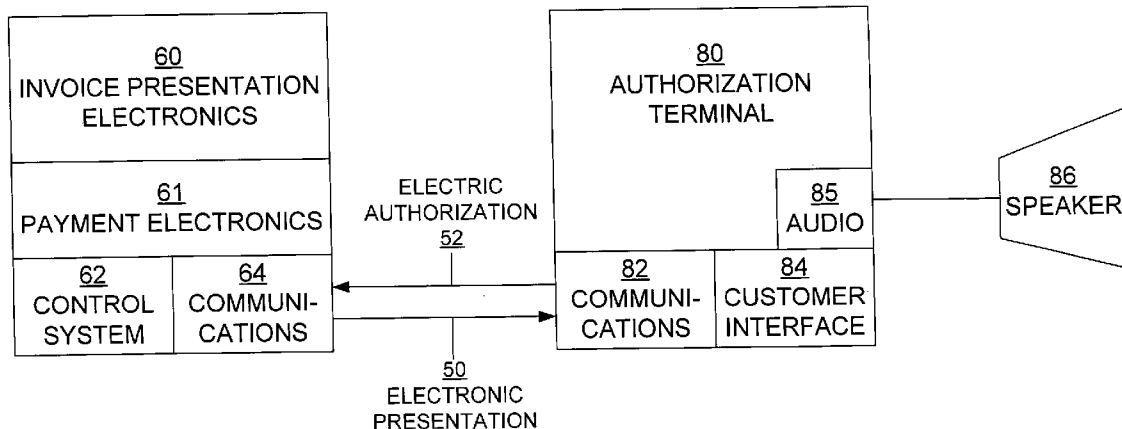 60
INVOICE PRESENTATION
ELECTRONICS
61
PAYMENT ELECTRONICS
62
CONTROL
SYSTEM
64
COMMUNI-
CATIONS
ELECTRIC
AUTHORIZATION
52
50
ELECTRONIC
PRESENTATION
80
AUTHORIZATION
TERMINAL
85
AUDIO
82
COMMUNI-
CATIONS
84
CUSTOMER
INTERFACE
86
SPEAKER